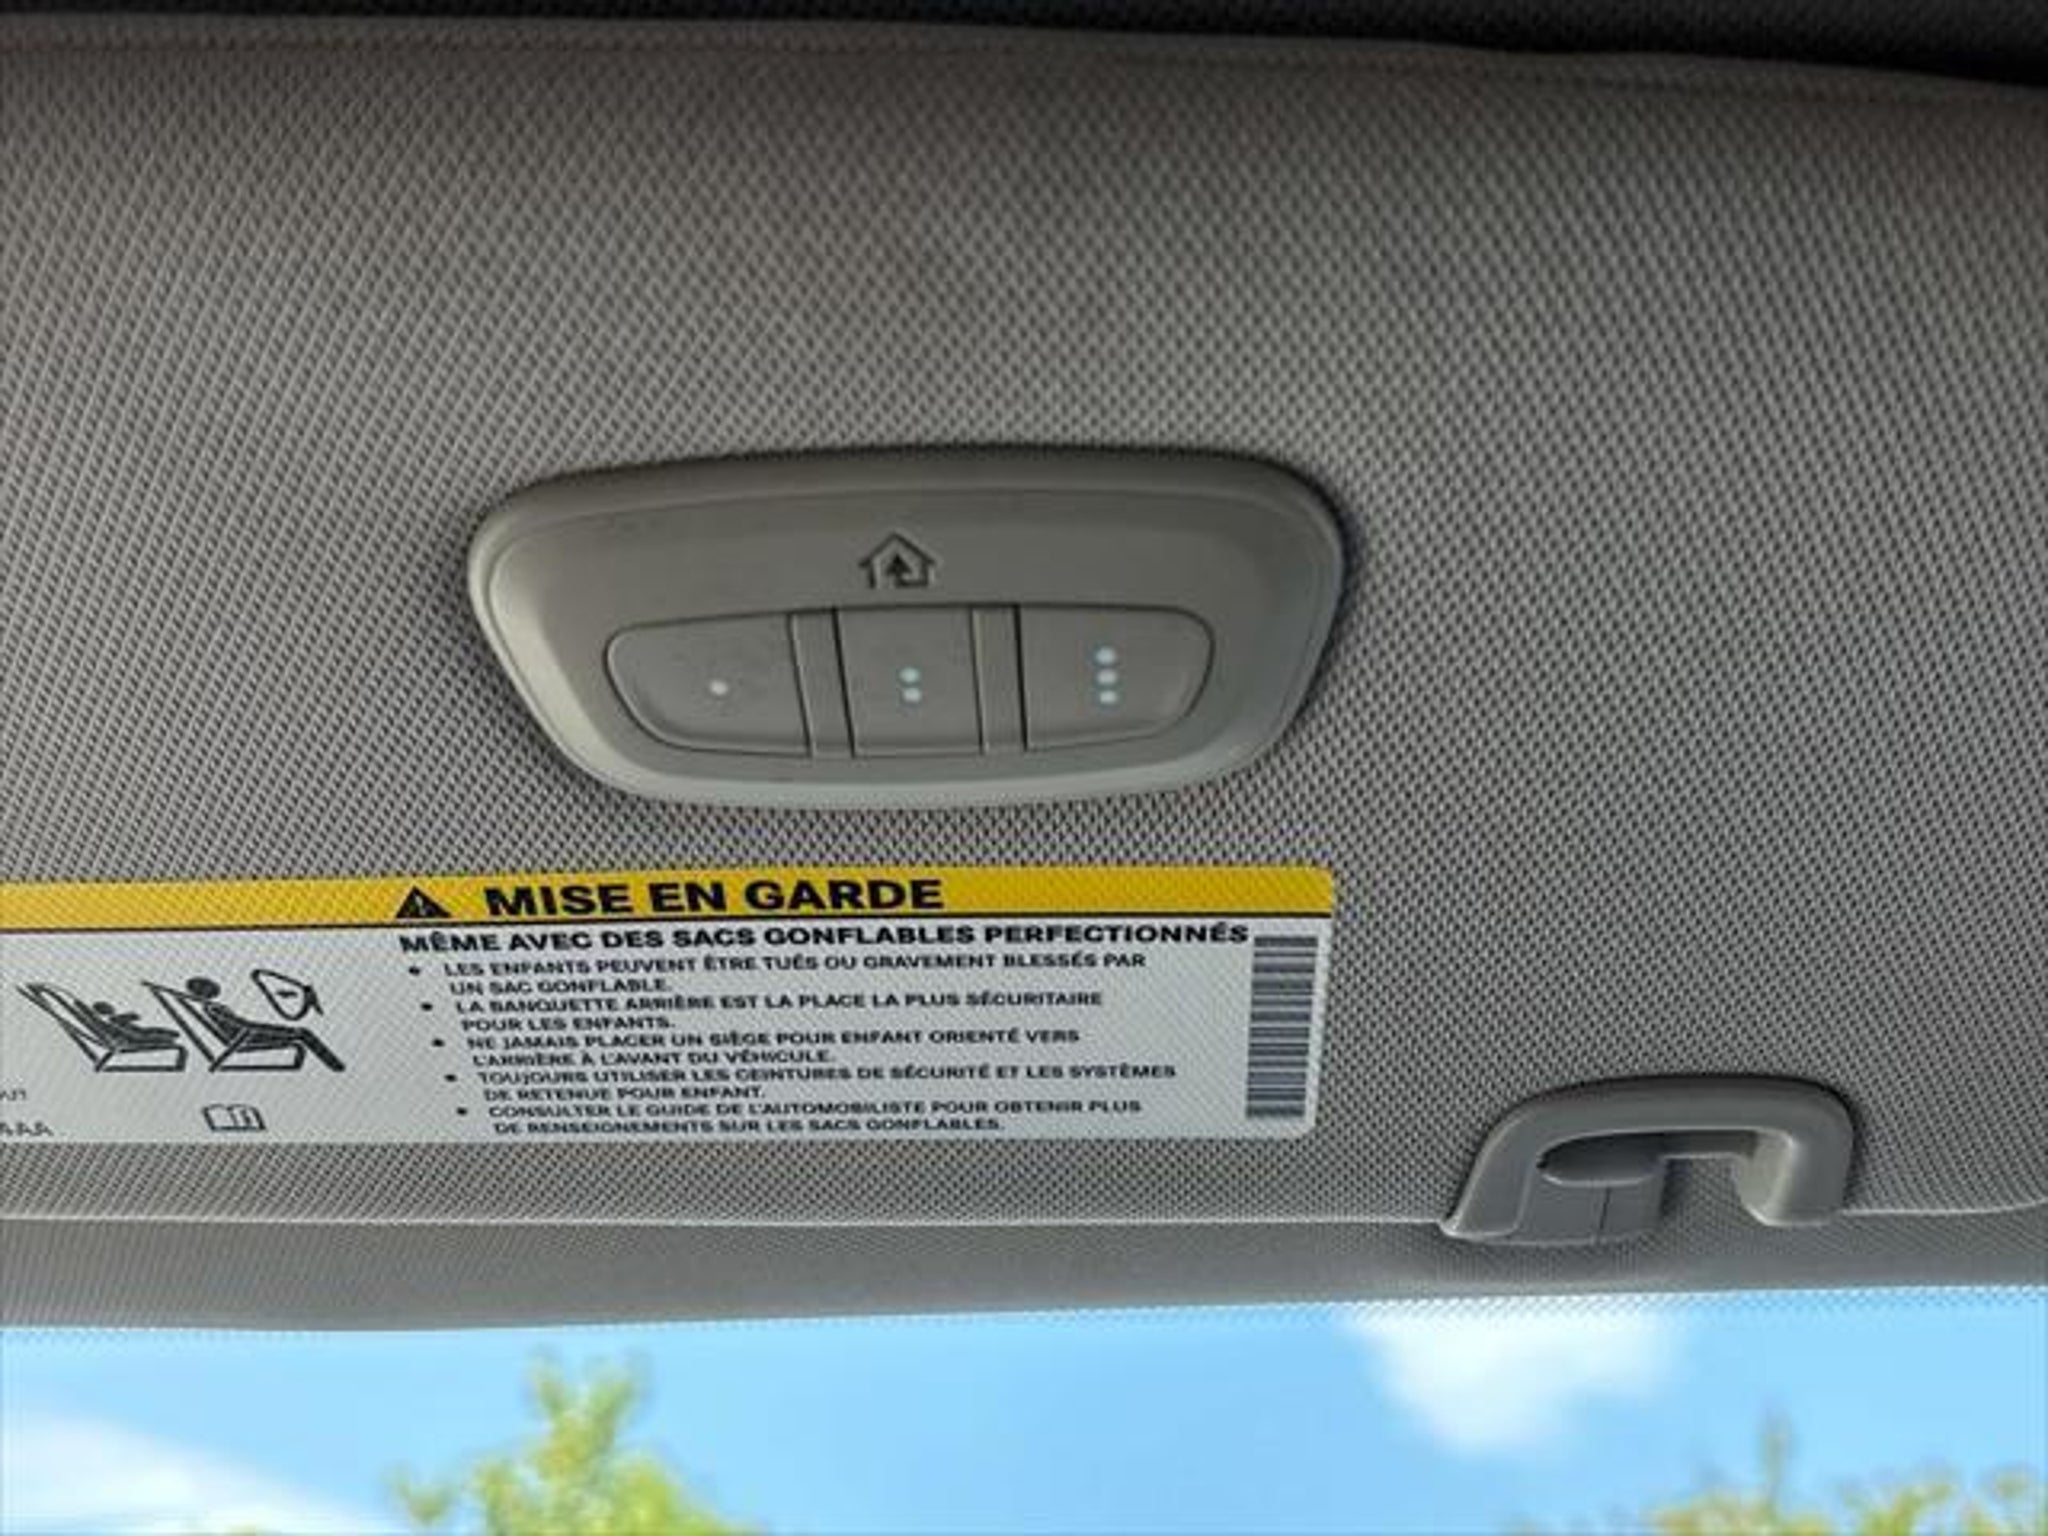 MISE EN GARDE
MÊME AVEC DES SACS GONFLABLES PERFECTIONNÉS
• LES ENFANTS PEUVENT ÊTRE TUÉS OU GRAVEMENT BLESSÉS PAR
UN SAC GONFLABLE.
• LA BANQUETTE ARRIÈRE EST LA PLACE LA PLUS SÉCURITAIRE
POUR LES ENFANTS.
• NE JAMAIS PLACER UN SIÈGE POUR ENFANT ORIENTÉ VERS
L'ARRIÈRE À L'AVANT DU VÉHICULE.
• TOUJOURS UTILISER LES CEINTURES DE SÉCURITÉ ET LES SYSTÈMES
DE RETENUE POUR ENFANT.
• CONSULTER LE GUIDE DE L'AUTOMOBILISTE POUR OBTENIR PLUS
DE RENSEIGNEMENTS SUR LES SACS GONFLABLES.